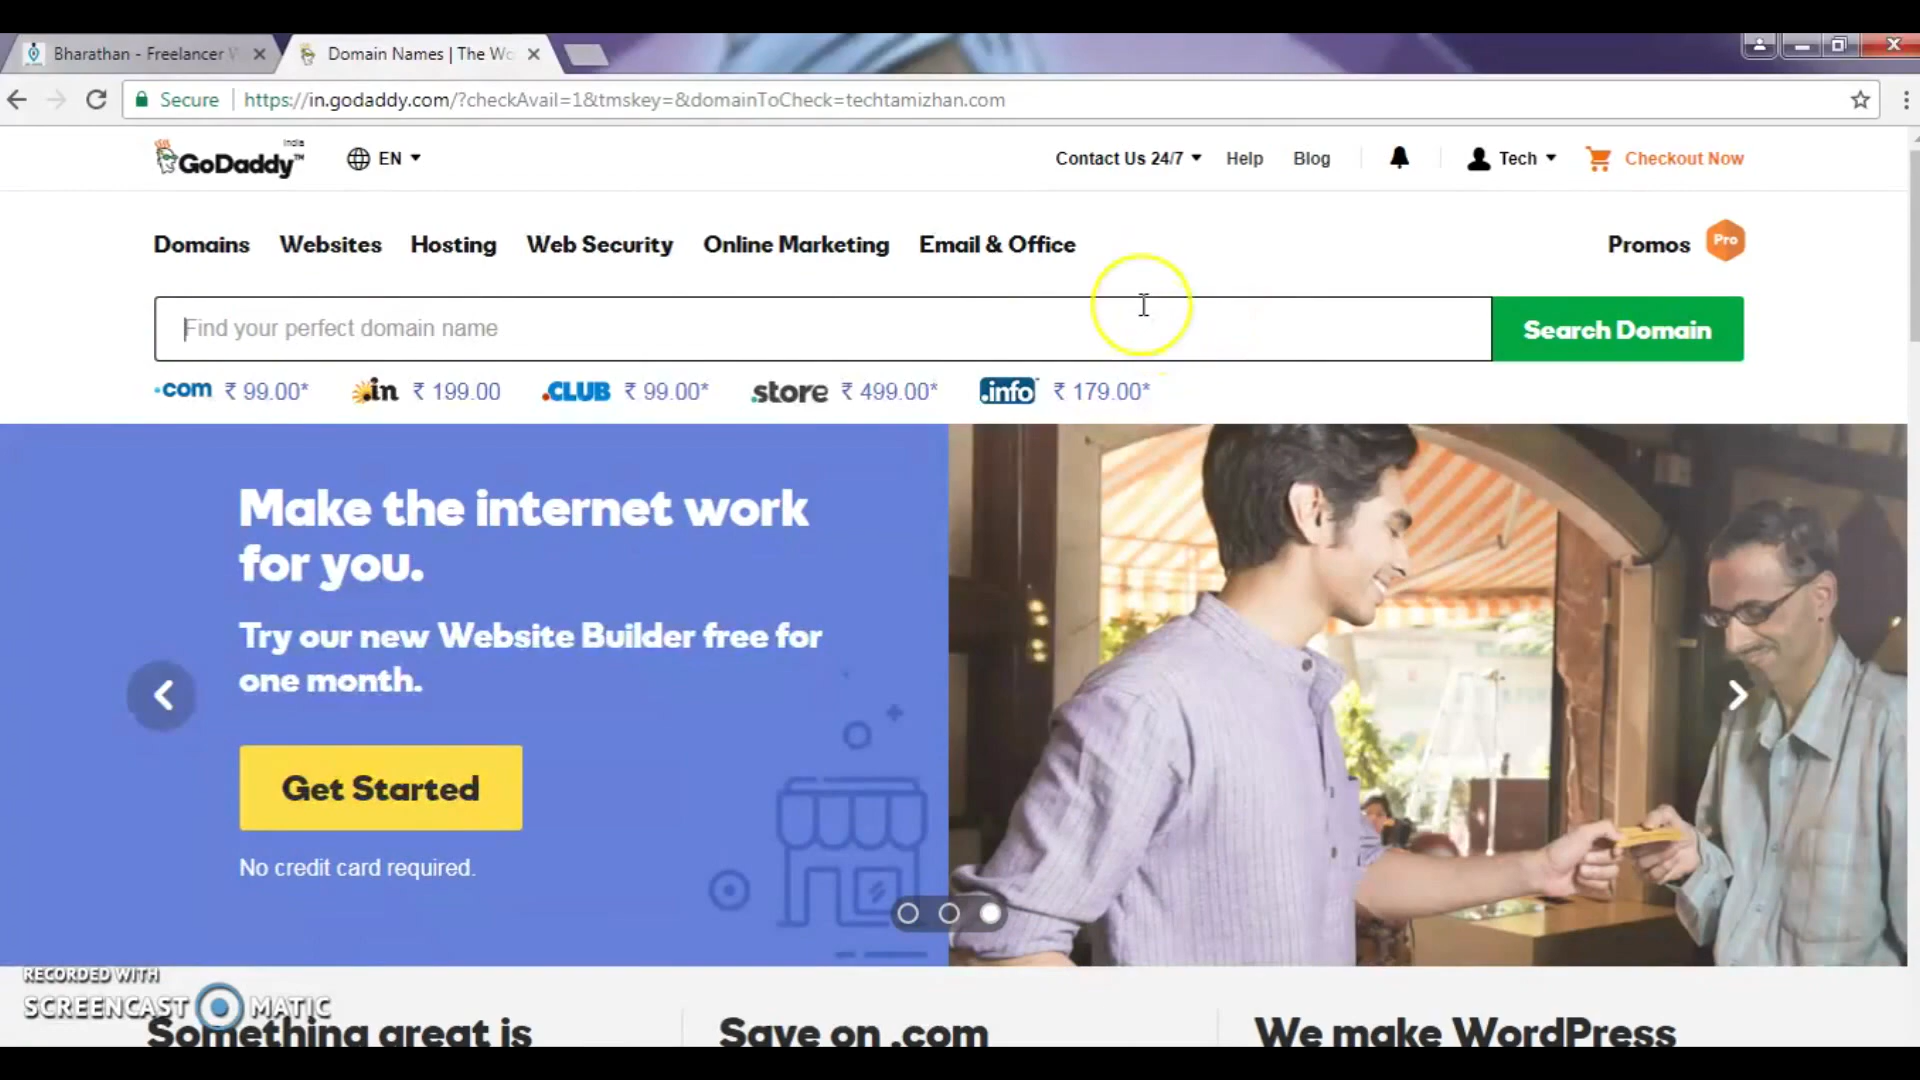 Bharathan - Freelancer W
Domain Names | The Wo
Secure
https://in.godaddy.com/?checkAvail=1&tmskey=&domainToCheck=techtamizhan.com
India
GoDaddy™
EN
Contact Us 24/7
Help
Blog
Tech
Checkout Now
Domains
Websites
Hosting
Web Security
Online Marketing
Email & Office
Promos
Pro
Find your perfect domain name
Search Domain
.com ₹ 99.00*
.in ₹ 199.00
.CLUB ₹ 99.00*
.store ₹ 499.00*
.info ₹ 179.00*
Make the internet work
for you.
Try our new Website Builder free for
one month.
Get Started
No credit card required.
RECORDED WITH
SCREENCAST MATIC
Something great is
Save on .com
We make WordPress